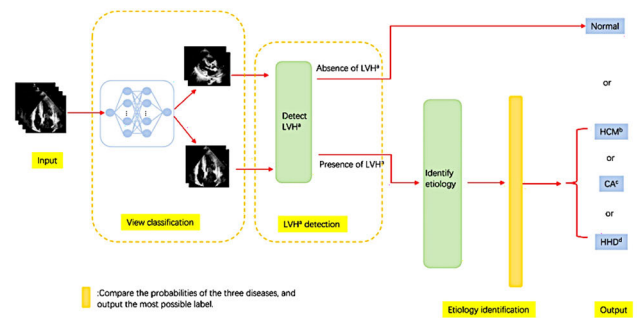 Normal
Absence of LVHᵃ
or
Detect
LVHᵃ
HCMᵇ
or
Input
Presence of LVHᵃ
Identify
etiology
CAᶜ
or
View classification
LVHᵃ detection
HHDᵈ
:Compare the probabilities of the three diseases, and
output the most possible label.
Etiology identification
Output